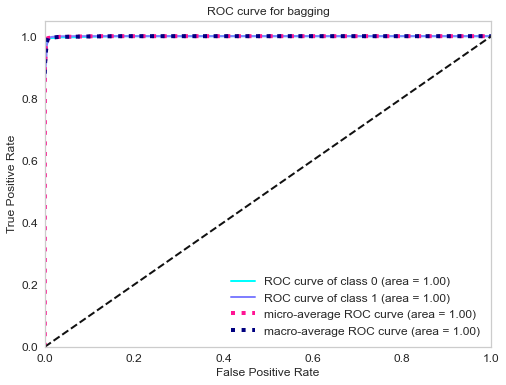 ROC curve for bagging
True Positive Rate
1.0
0.8
0.6
0.4
0.2
0.0
ROC curve of class 0 (area = 1.00)
ROC curve of class 1 (area = 1.00)
micro-average ROC curve (area = 1.00)
macro-average ROC curve (area = 1.00)
0.0 0.2 0.4 0.6 0.8 1.0
False Positive Rate